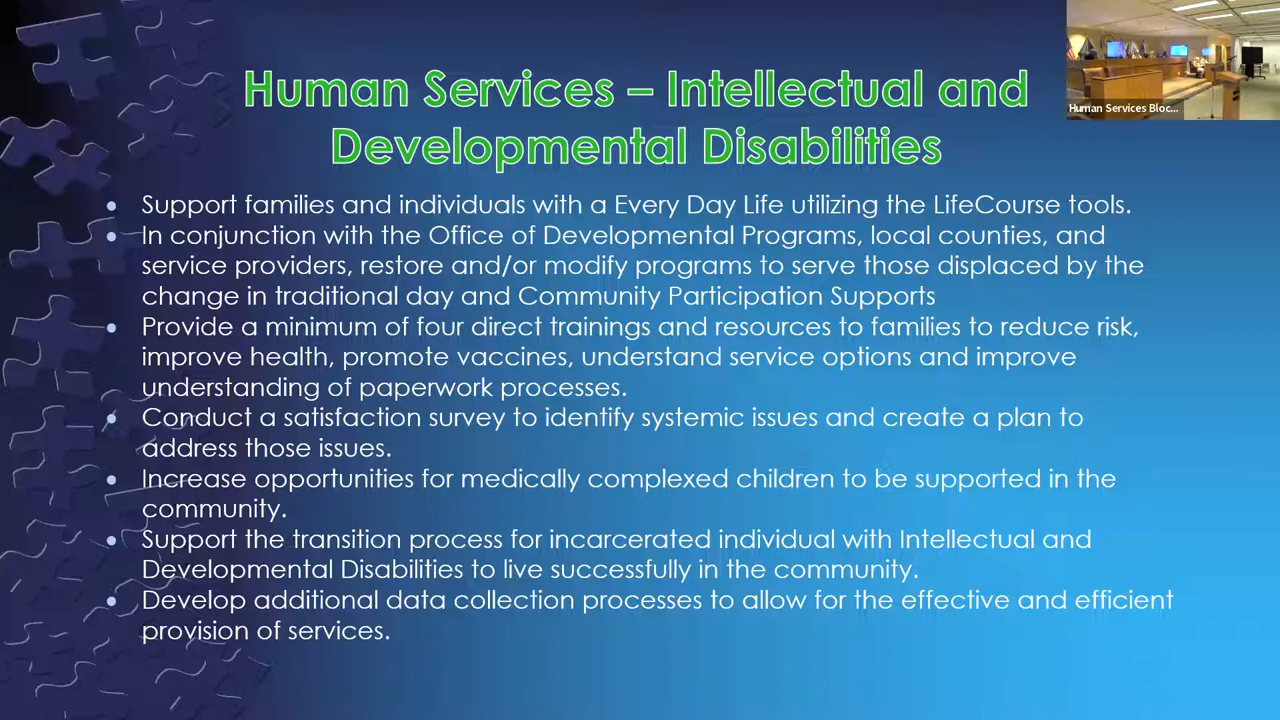 Human Services – Intellectual and
Developmental Disabilities
Human Services Bloc...
• Support families and individuals with a Every Day Life utilizing the LifeCourse tools.
• In conjunction with the Office of Developmental Programs, local counties, and
service providers, restore and/or modify programs to serve those displaced by the
change in traditional day and Community Participation Supports
• Provide a minimum of four direct trainings and resources to families to reduce risk,
improve health, promote vaccines, understand service options and improve
understanding of paperwork processes.
• Conduct a satisfaction survey to identify systemic issues and create a plan to
address those issues.
• Increase opportunities for medically complexed children to be supported in the
community.
• Support the transition process for incarcerated individual with Intellectual and
Developmental Disabilities to live successfully in the community.
• Develop additional data collection processes to allow for the effective and efficient
provision of services.